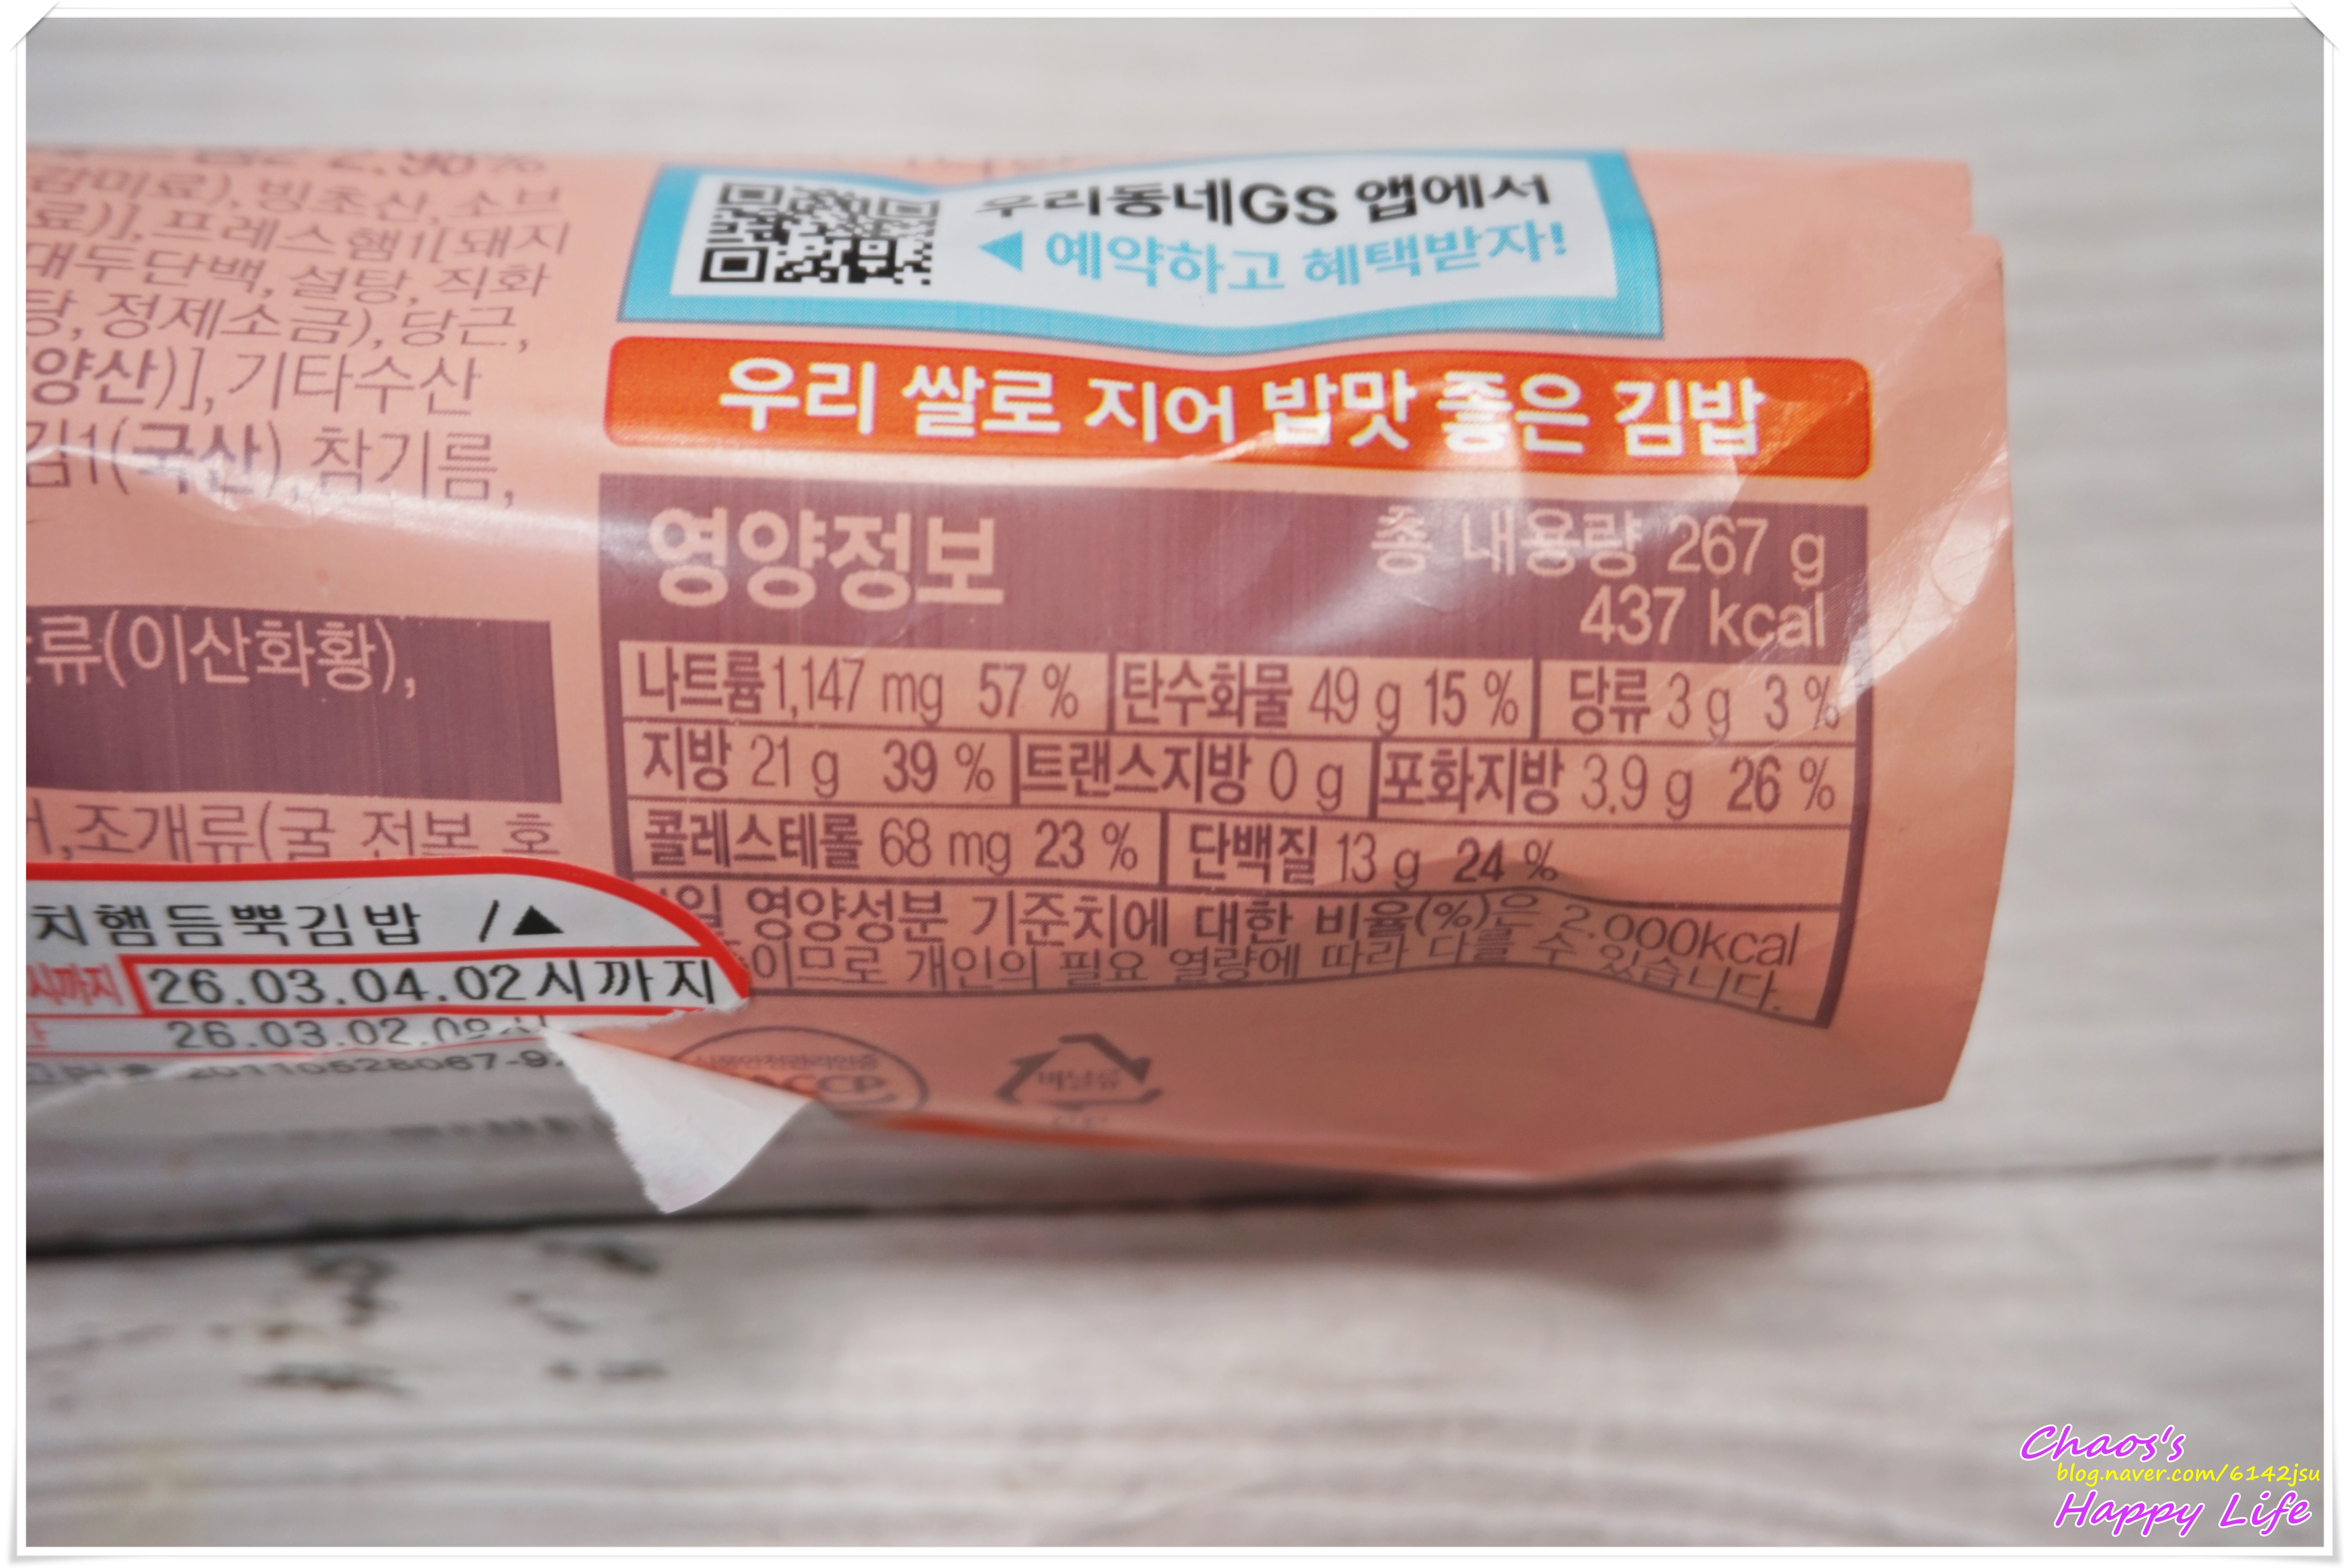 감미료), 빙초산, 소브
료)], 프레스햄1[돼지
대두단백, 설탕, 직화
당, 정제소금), 당근,
양산)], 기타수산
김1(국산), 참기름,
류(이산화황),
조개류(굴 전복 호
치햄듬뿍김밥 /▲
시까지 26.03.04.02시까지
26.03.02.
우리동네GS 앱에서
◀ 예약하고 혜택받자!
우리 쌀로 지어 밥맛 좋은 김밥
영양정보 총 내용량 267 g
437 kcal
나트륨 1,147 mg 57 % 탄수화물 49 g 15 % 당류 3 g 3 %
지방 21 g 39 % 트랜스지방 0 g 포화지방 3.9 g 26 %
콜레스테롤 68 mg 23 % 단백질 13 g 24 %
1일 영양성분 기준치에 대한 비율(%)은 2,000kcal
이므로 개인의 필요 열량에 따라 다를 수 있습니다.
Chaos's
blog.naver.com/6142jsu
Happy Life